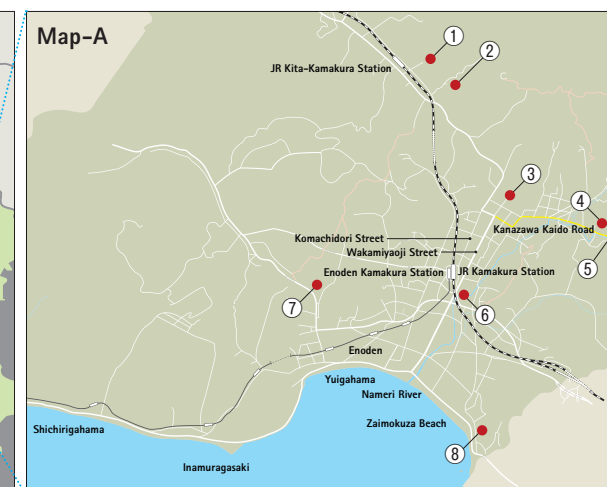 Map-A
1
2
JR Kita-Kamakura Station
3
4
Kanazawa Kaido Road
Komachidori Street
Wakamiyaoji Street
5
Enoden Kamakura Station
JR Kamakura Station
7
6
Enoden
Yuigahama
Nameri River
Zaimokuza Beach
Shichirigahama
8
Inamuragasaki